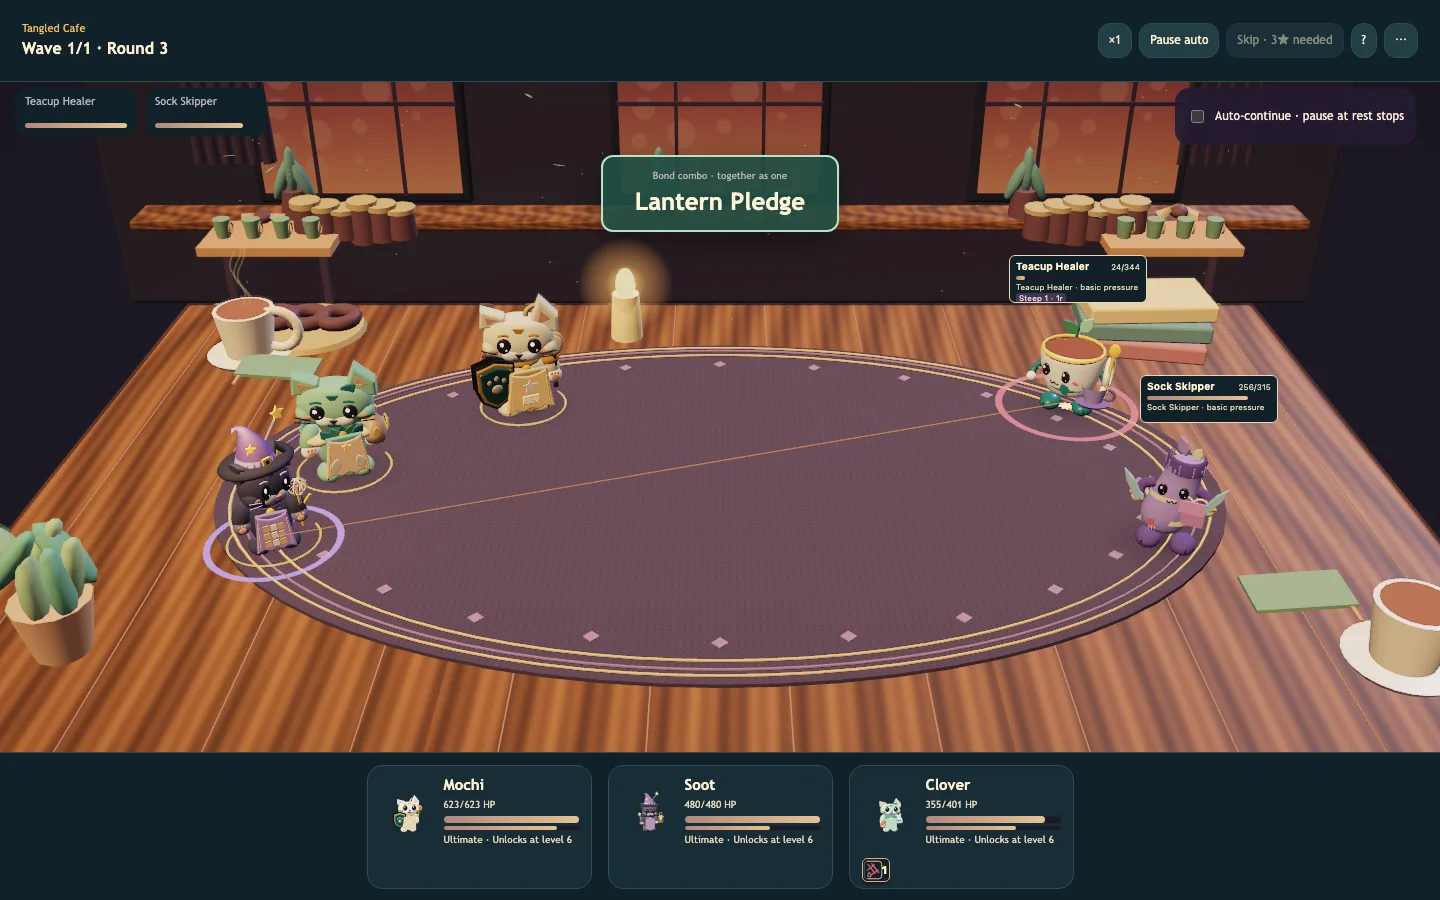 Tangled Cafe
Wave 1/1 · Round 3
×1
Pause auto
Skip · 3★ needed
?
···
Teacup Healer
Sock Skipper
Auto-continue · pause at rest stops
Bond combo · together as one
Lantern Pledge
Teacup Healer 24/344
Teacup Healer · basic pressure
Steep 1 · 1r
Sock Skipper 256/315
Sock Skipper · basic pressure
Mochi
623/623 HP
Ultimate · Unlocks at level 6
Soot
480/480 HP
Ultimate · Unlocks at level 6
Clover
355/401 HP
Ultimate · Unlocks at level 6
1